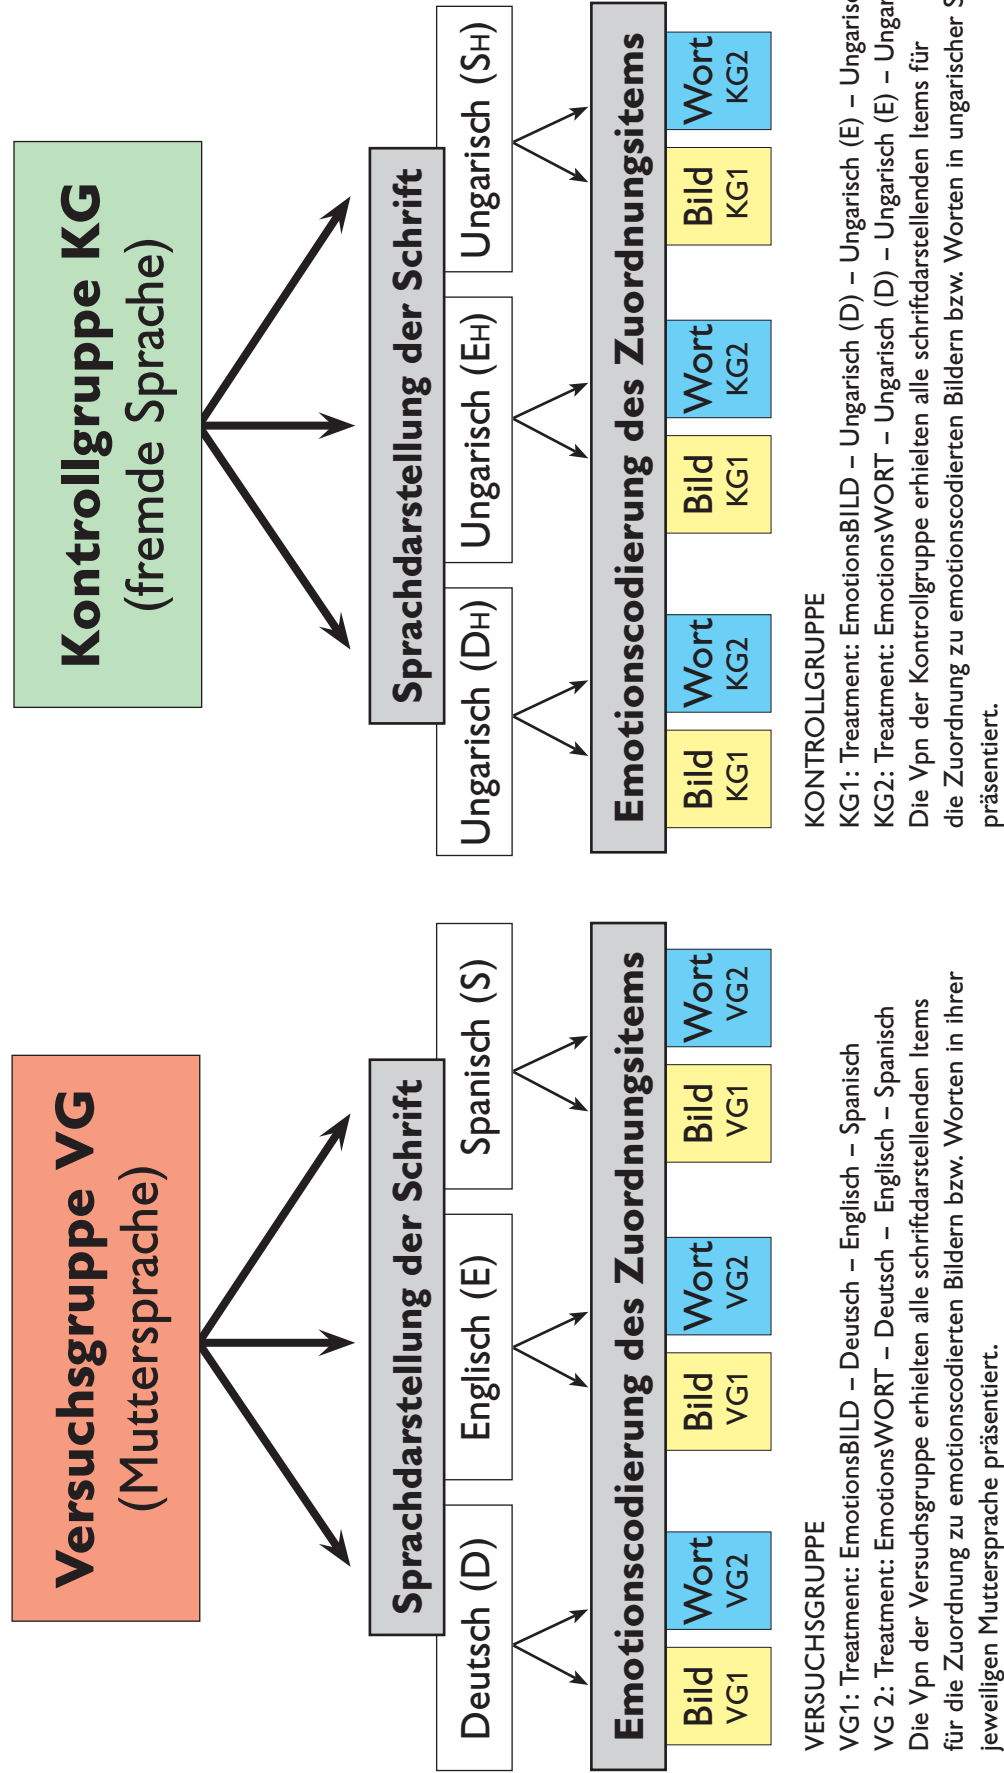 Versuchsgruppe VG
(Muttersprache)
Sprachdarstellung der Schrift
Deutsch (D)
Englisch (E)
Spanisch (S)
Emotionscodierung des Zuordnungsitems
Bild
VG1
Wort
VG2
Bild
VG1
Wort
VG2
Bild
VG1
Wort
VG2
VERSUCHSGRUPPE
VG1: Treatment: EmotionsBILD – Deutsch – Englisch – Spanisch
VG 2: Treatment: EmotionsWORT – Deutsch – Englisch – Spanisch
Die Vpn der Versuchsgruppe erhielten alle schriftdarstellenden Items
für die Zuordnung zu emotionscodierten Bildern bzw. Worten in ihrer
jeweiligen Muttersprache präsentiert.
Kontrollgruppe KG
(fremde Sprache)
Sprachdarstellung der Schrift
Ungarisch (DH)
Ungarisch (EH)
Ungarisch (SH)
Emotionscodierung des Zuordnungsitems
Bild
KG1
Wort
KG2
Bild
KG1
Wort
KG2
Bild
KG1
Wort
KG2
KONTROLLGRUPPE
KG1: Treatment: EmotionsBILD – Ungarisch (D) – Ungarisch (E) – Ungarisc
KG2: Treatment: EmotionsWORT – Ungarisch (D) – Ungarisch (E) – Ungar
Die Vpn der Kontrollgruppe erhielten alle schriftdarstellenden Items für
die Zuordnung zu emotionscodierten Bildern bzw. Worten in ungarischer S
präsentiert.